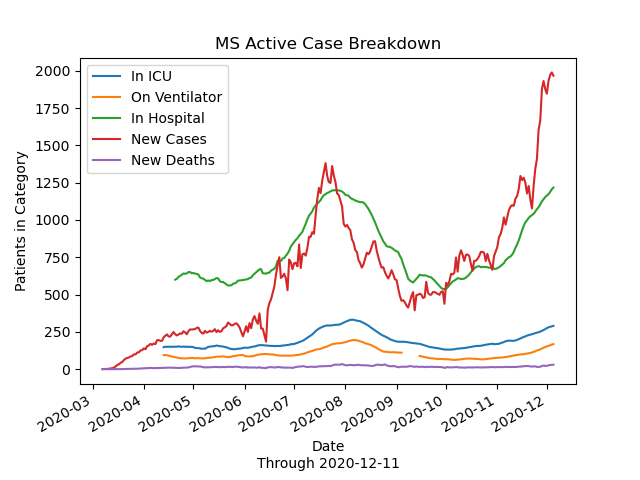 MS Active Case Breakdown
In ICU
On Ventilator
In Hospital
New Cases
New Deaths
Patients in Category
2000
1750
1500
1250
1000
750
500
250
0
2020-03
2020-04
2020-05
2020-06
2020-07
2020-08
2020-09
2020-10
2020-11
2020-12
Date
Through 2020-12-11